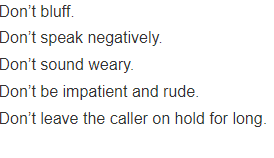 Don’t bluff.
Don’t speak negatively.
Don’t sound weary.
Don’t be impatient and rude.
Don’t leave the caller on hold for long.